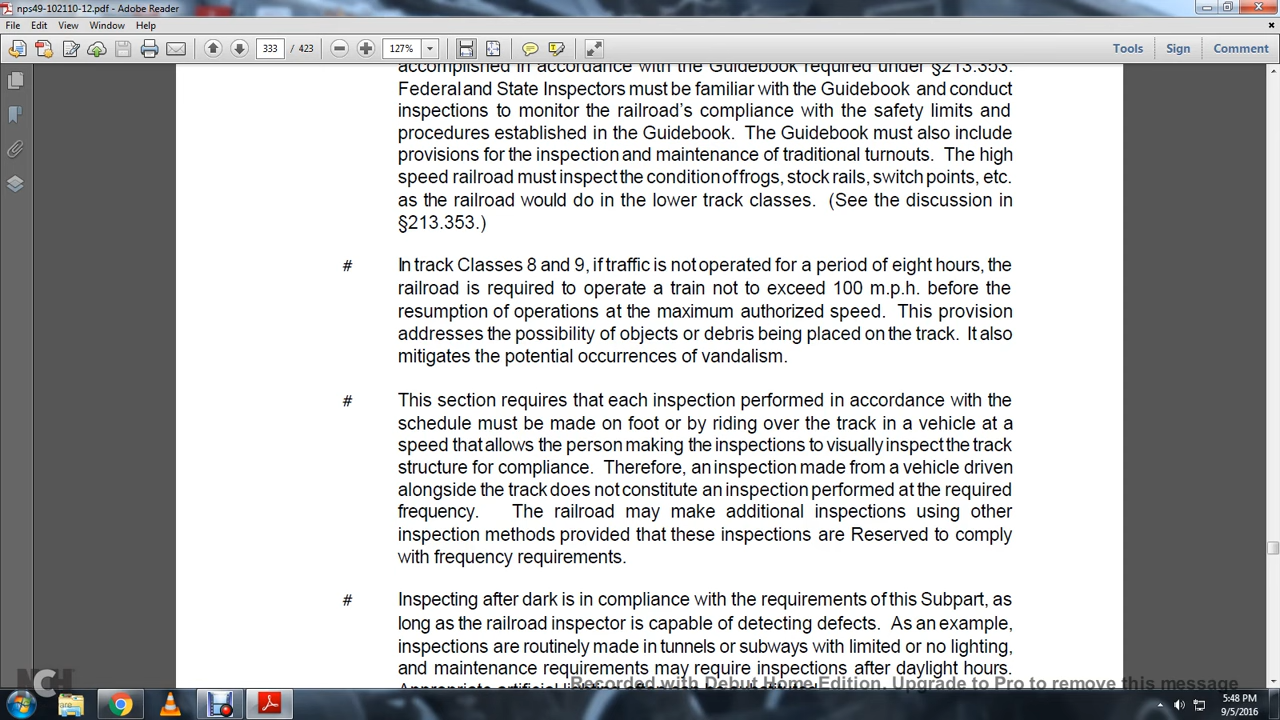 nps49-102110-12.pdf - Adobe Reader
File Edit View Window Help
333 / 423 127% Tools Sign Comment
accomplished in accordance with the Guidebook required under §213.353.
Federal and State Inspectors must be familiar with the Guidebook and conduct
inspections to monitor the railroad's compliance with the safety limits and
procedures established in the Guidebook. The Guidebook must also include
provisions for the inspection and maintenance of traditional turnouts. The high
speed railroad must inspect the condition of frogs, stock rails, switch points, etc.
as the railroad would do in the lower track classes. (See the discussion in
§213.353.)
# In track Classes 8 and 9, if traffic is not operated for a period of eight hours, the
railroad is required to operate a train not to exceed 100 m.p.h. before the
resumption of operations at the maximum authorized speed. This provision
addresses the possibility of objects or debris being placed on the track. It also
mitigates the potential occurrences of vandalism.
# This section requires that each inspection performed in accordance with the
schedule must be made on foot or by riding over the track in a vehicle at a
speed that allows the person making the inspections to visually inspect the track
structure for compliance. Therefore, an inspection made from a vehicle driven
alongside the track does not constitute an inspection performed at the required
frequency. The railroad may make additional inspections using other
inspection methods provided that these inspections are Reserved to comply
with frequency requirements.
# Inspecting after dark is in compliance with the requirements of this Subpart, as
long as the railroad inspector is capable of detecting defects. As an example,
inspections are routinely made in tunnels or subways with limited or no lighting,
and maintenance requirements may require inspections after daylight hours.
Recorded with Debut Home Edition. Upgrade to Pro to remove this message
NCH
5:48 PM
9/5/2016